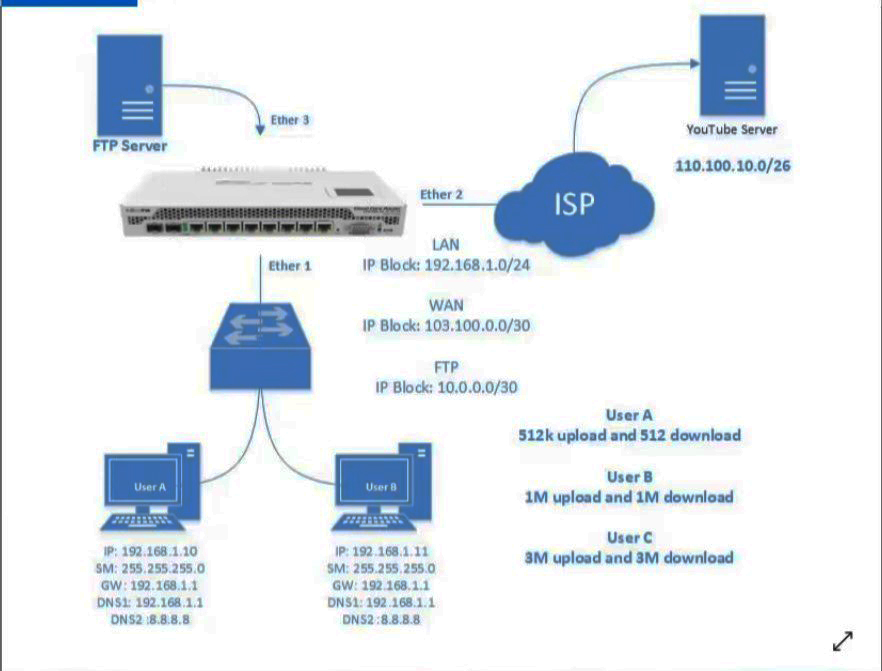 FTP Server
Ether 3
YouTube Server
110.100.10.0/26
Ether 2
ISP
LAN
IP Block: 192.168.1.0/24
Ether 1
WAN
IP Block: 103.100.0.0/30
FTP
IP Block: 10.0.0.0/30
User A
512k upload and 512 download
User B
1M upload and 1M download
User C
3M upload and 3M download
User A
IP: 192.168.1.10
SM: 255.255.255.0
GW: 192.168.1.1
DNS1: 192.168.1.1
DNS2 :8.8.8.8
User B
IP: 192.168.1.11
SM: 255.255.255.0
GW: 192.168.1.1
DNS1: 192.168.1.1
DNS2 :8.8.8.8